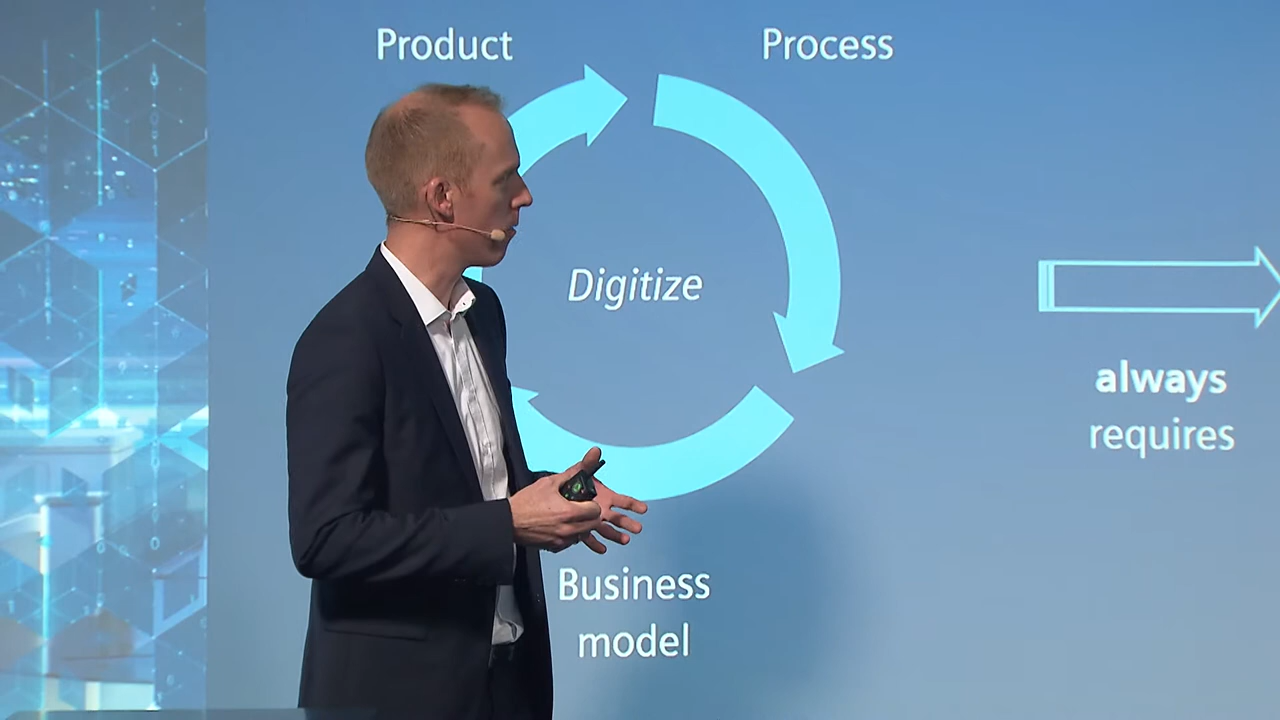 Product
Process
Digitize
always
requires
Business
model